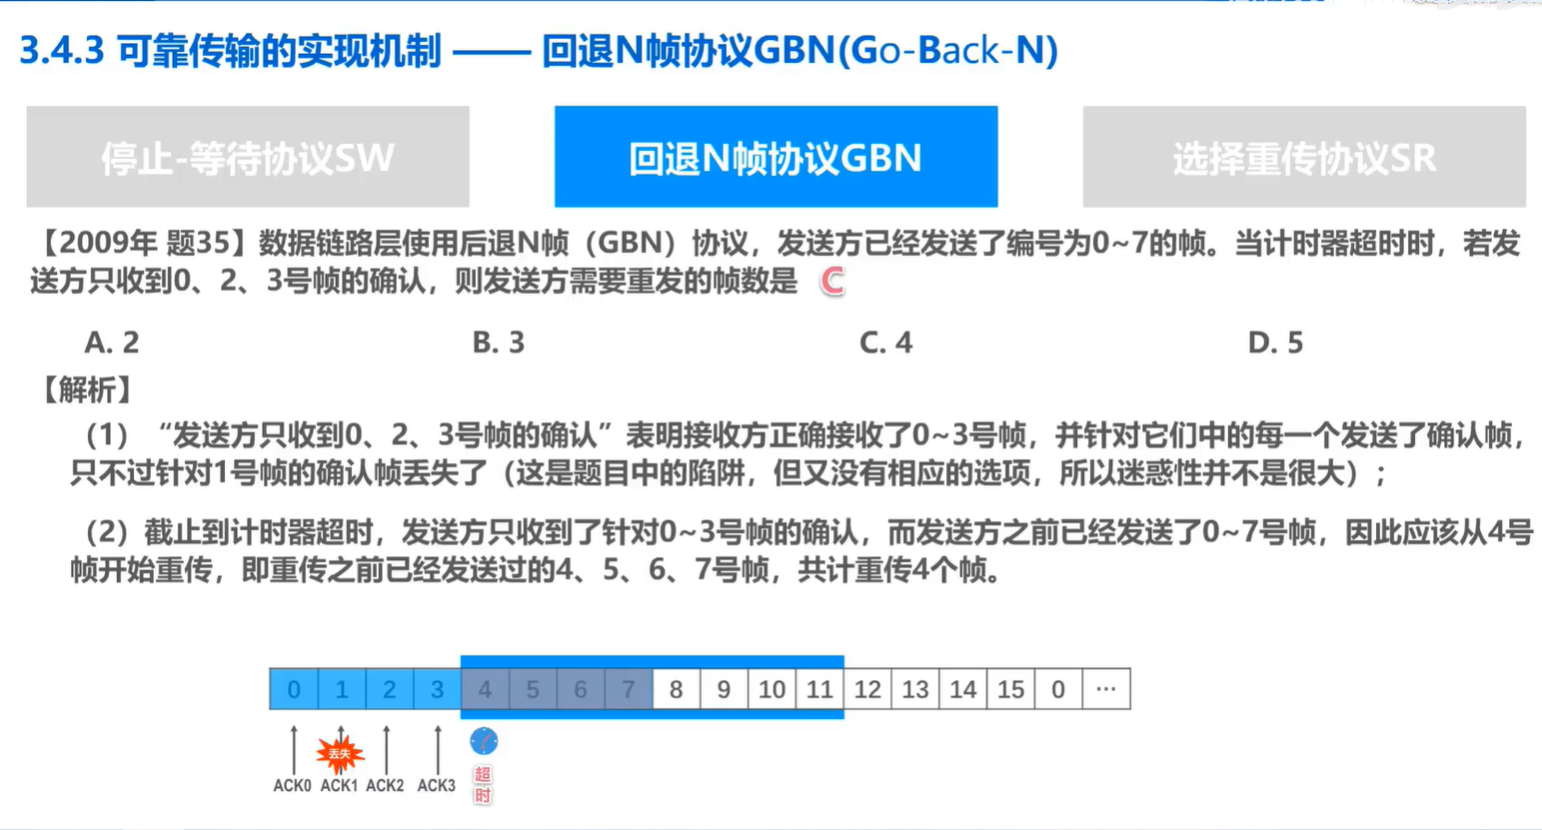 3.4.3 可靠传输的实现机制 —— 回退N帧协议GBN(Go-Back-N)
停止-等待协议SW
回退N帧协议GBN
选择重传协议SR
【2009年 题35】数据链路层使用后退N帧（GBN）协议，发送方已经发送了编号为0~7的帧。当计时器超时时，若发
送方只收到0、2、3号帧的确认，则发送方需要重发的帧数是 C
A. 2
B. 3
C. 4
D. 5
【解析】
（1）“发送方只收到0、2、3号帧的确认”表明接收方正确接收了0~3号帧，并针对它们中的每一个发送了确认帧，
只不过针对1号帧的确认帧丢失了（这是题目中的陷阱，但又没有相应的选项，所以迷惑性并不是很大）；
（2）截止到计时器超时，发送方只收到了针对0~3号帧的确认，而发送方之前已经发送了0~7号帧，因此应该从4号
帧开始重传，即重传之前已经发送过的4、5、6、7号帧，共计重传4个帧。
0 1 2 3 4 5 6 7 8 9 10 11 12 13 14 15 0 ···
丢失
ACK0 ACK1 ACK2 ACK3
超
时